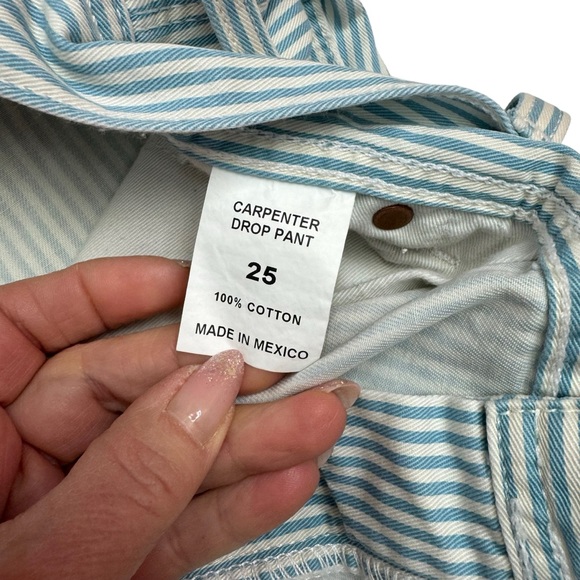 CARPENTER
DROP PANT
25
100% COTTON
MADE IN MEXICO